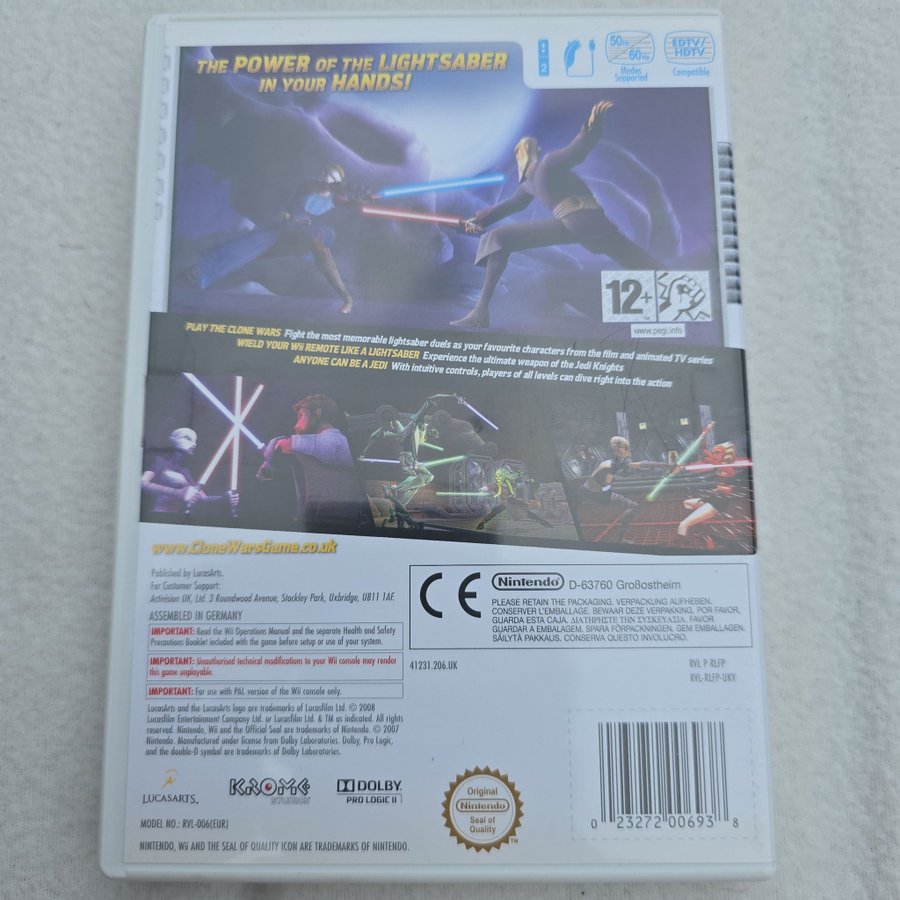 THE POWER OF THE LIGHTSABER
IN YOUR HANDS!
2
50Hz
60Hz
Modes
Supported
EDTV/
HDTV
Compatible
12+
www.pegi.info
PLAY THE CLONE WARS Fight the most memorable lightsaber duels as your favourite characters from the film and animated TV series
WIELD YOUR Wii REMOTE LIKE A LIGHTSABER Experience the ultimate weapon of the Jedi Knights
ANYONE CAN BE A JEDI With intuitive controls, players of all levels can dive right into the action
www.CloneWarsGame.co.uk
Published by LucasArts.
For Customer Support:
Activision UK, Ltd. 3 Roundwood Avenue, Stockley Park, Uxbridge, UB11 1AF.
ASSEMBLED IN GERMANY
IMPORTANT: Read the Wii Operations Manual and the separate Health and Safety
Precautions Booklet included with the game before setup or use of your system.
IMPORTANT: Unauthorised technical modifications to your Wii console may render
this game unplayable.
IMPORTANT: For use with PAL version of the Wii console only.
LucasArts and the LucasArts logo are trademarks of Lucasfilm Ltd. © 2008
Lucasfilm Entertainment Company Ltd. or Lucasfilm Ltd. & TM as indicated. All rights
reserved. Nintendo, Wii and the Official Seal are trademarks of Nintendo. © 2007
Nintendo. Manufactured under license from Dolby Laboratories. Dolby, Pro Logic,
and the double-D symbol are trademarks of Dolby Laboratories.
CE
Nintendo D-63760 Großostheim
PLEASE RETAIN THE PACKAGING. VERPACKUNG AUFHEBEN.
CONSERVER L'EMBALLAGE. BEWAAR DEZE VERPAKKING. POR FAVOR,
GUARDA ESTA CAJA. ΔΙΑΤΗΡΗΣΤΕ ΤΗΝ ΣΥΣΚΕΥΑΣΙΑ. FAVOR
GUARDAR A EMBALAGEM. SPARA FÖRPACKNINGEN. GEM EMBALLAGEN.
SÄILYTÄ PAKKAUS. CONSERVA QUESTO INVOLUCRO.
41231.206.UK
RVL P RLFP
RVL-RLFP-UKV
LUCASARTS.
KROME
STUDIOS
DOLBY
PRO LOGIC II
Original
Nintendo
Seal of
Quality
TM
0 23272 00693 8
MODEL NO.: RVL-006(EUR)
NINTENDO, Wii AND THE SEAL OF QUALITY ICON ARE TRADEMARKS OF NINTENDO.